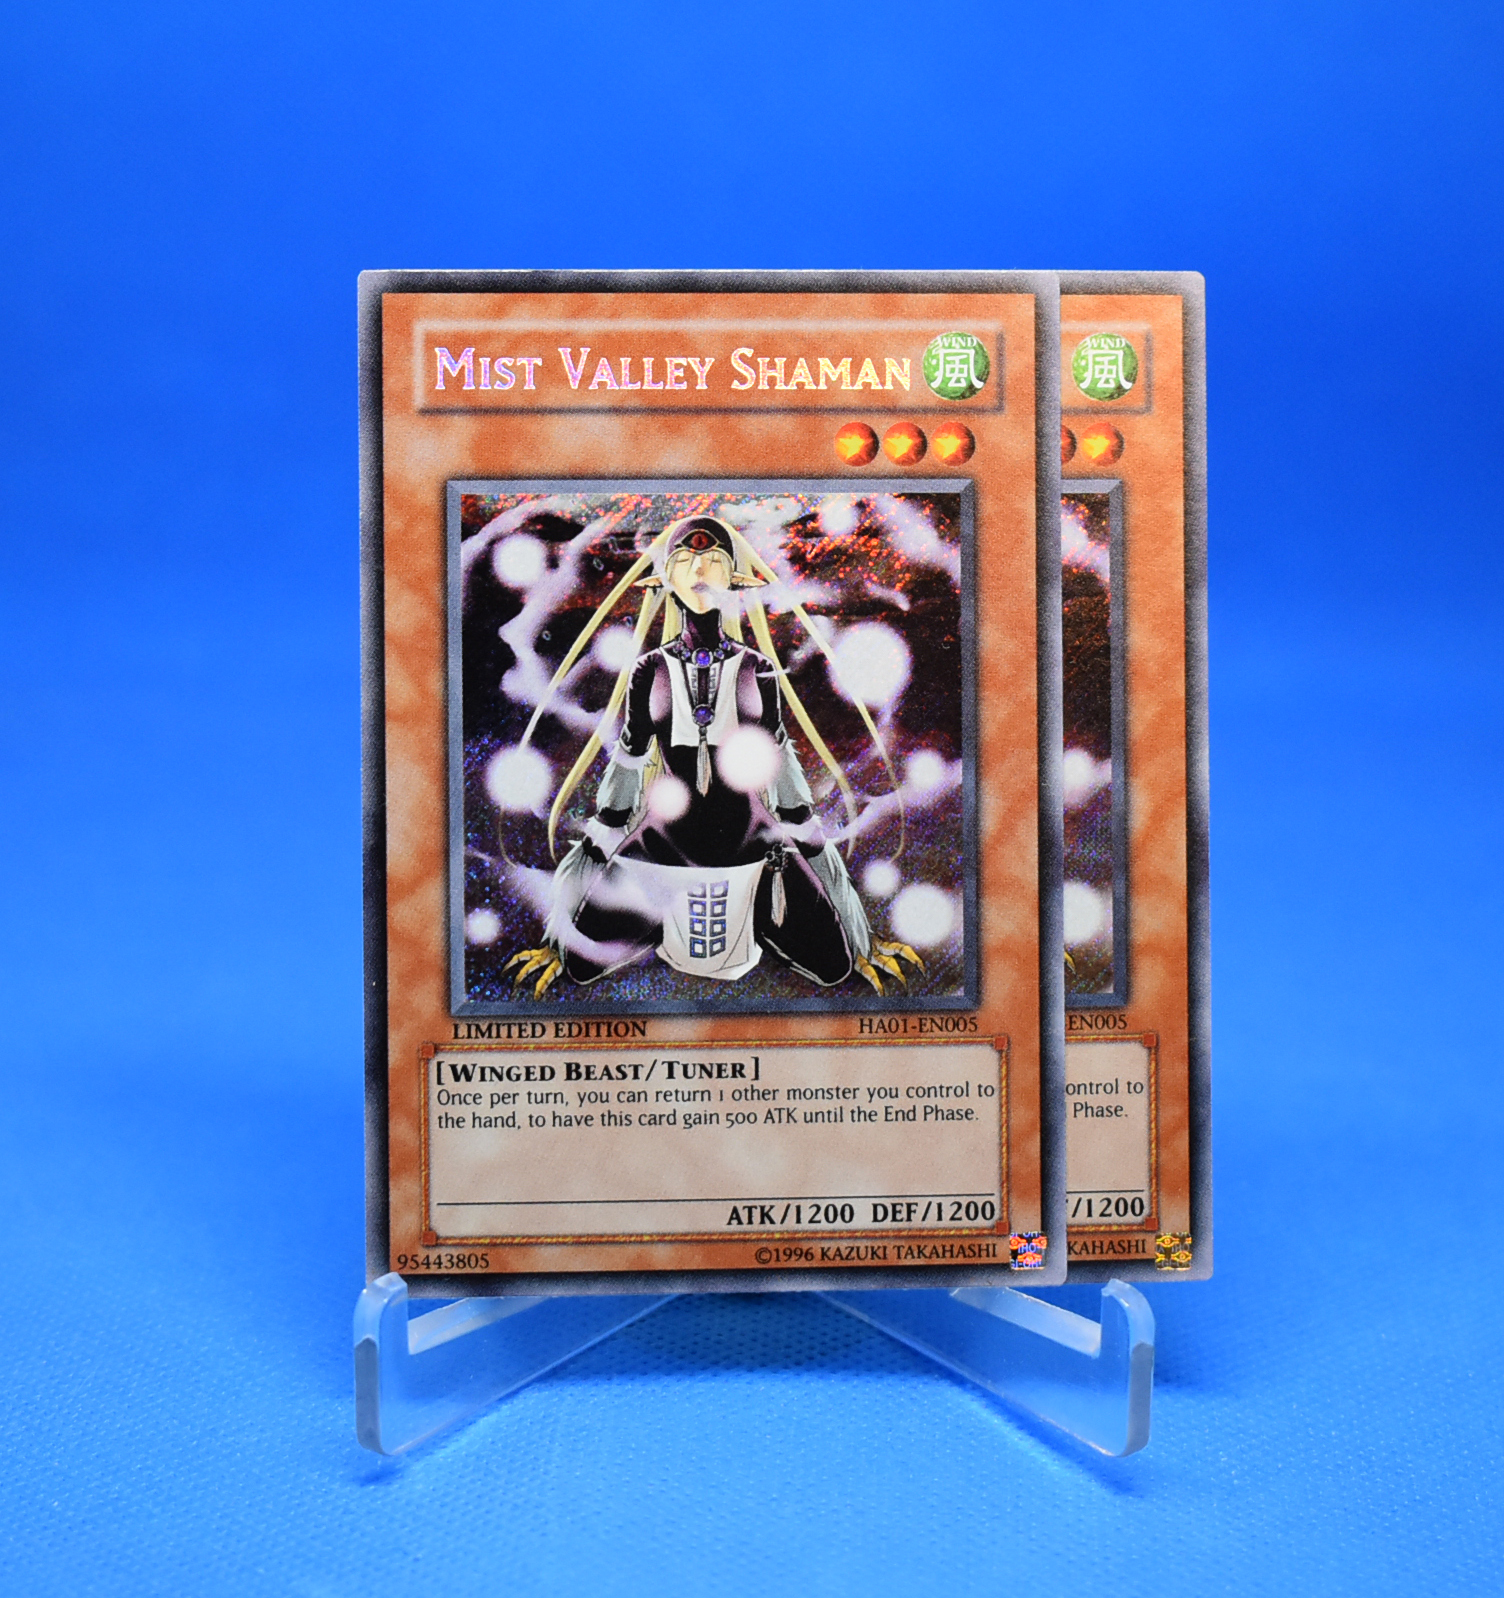 MIST VALLEY SHAMAN
WIND
風
LIMITED EDITION
HA01-EN005
[WINGED BEAST/TUNER]
Once per turn, you can return 1 other monster you control to
the hand, to have this card gain 500 ATK until the End Phase.
ATK/1200 DEF/1200
95443805
©1996 KAZUKI TAKAHASHI
WIND
風
-EN005
ontrol to
Phase.
/1200
KAHASHI